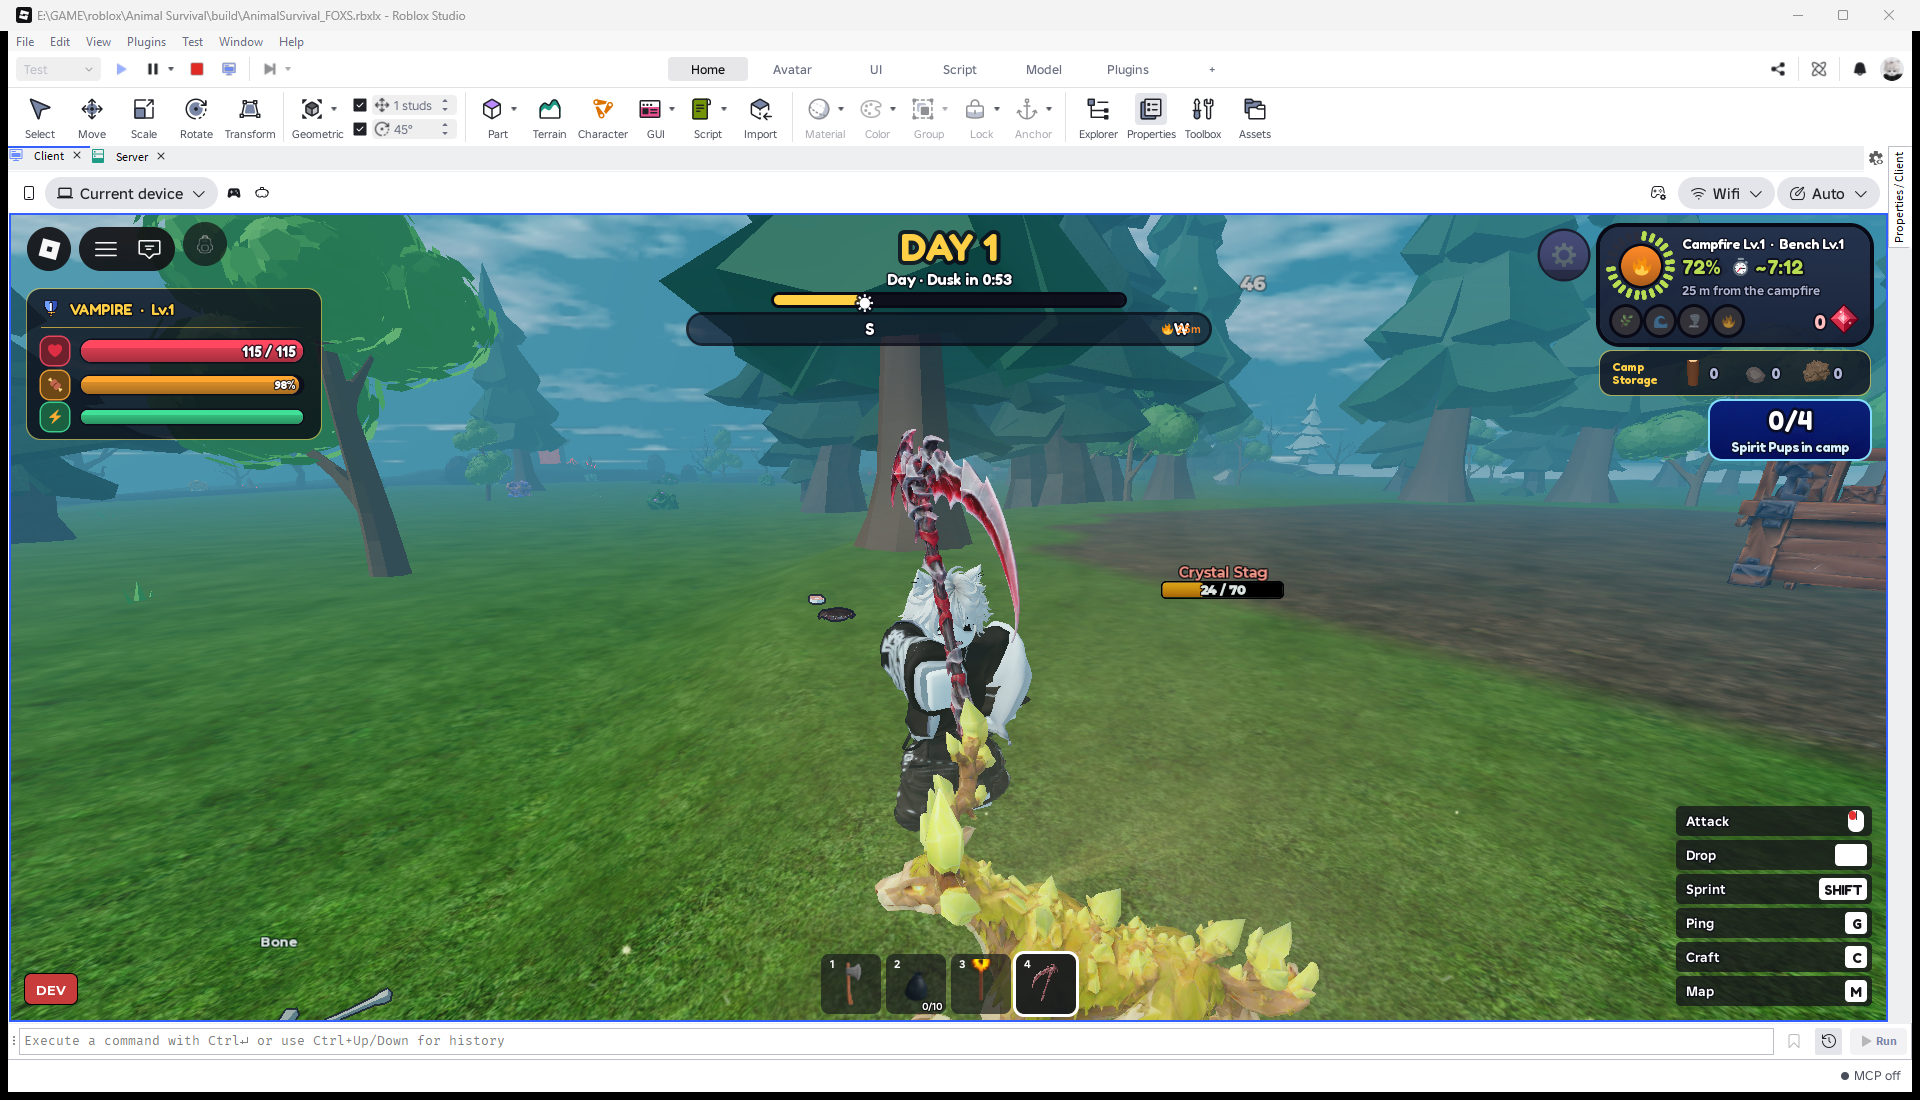 E:\GAME\roblox\Animal Survival\build\AnimalSurvival_FOXS.rbxlx - Roblox Studio
File Edit View Plugins Test Window Help
Test
Home Avatar UI Script Model Plugins +
Select Move Scale Rotate Transform Geometric 1 studs 45° Part Terrain Character GUI Script Import Material Color Group Lock Anchor Explorer Properties Toolbox Assets
Client Server
Properties / Client
Current device Wifi Auto
DAY 1
Day · Dusk in 0:53
S W
46
VAMPIRE · Lv.1
115 / 115
98%
Campfire Lv.1 · Bench Lv.1
72% ~7:12
25 m from the campfire
0
Camp Storage 0 0 0
0/4
Spirit Pups in camp
Crystal Stag
24 / 70
Bone
DEV
1 2 3 4
0/10
Attack
Drop
Sprint SHIFT
Ping G
Craft C
Map M
Execute a command with Ctrl↵ or use Ctrl+Up/Down for history
Run
MCP off